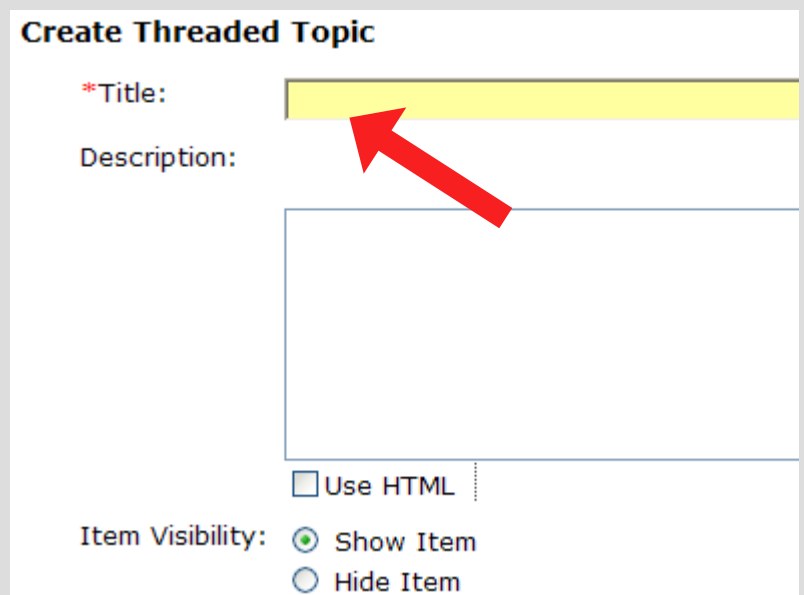 Create Threaded Topic
*Title:
Description:
Use HTML
Item Visibility:
Show Item
Hide Item